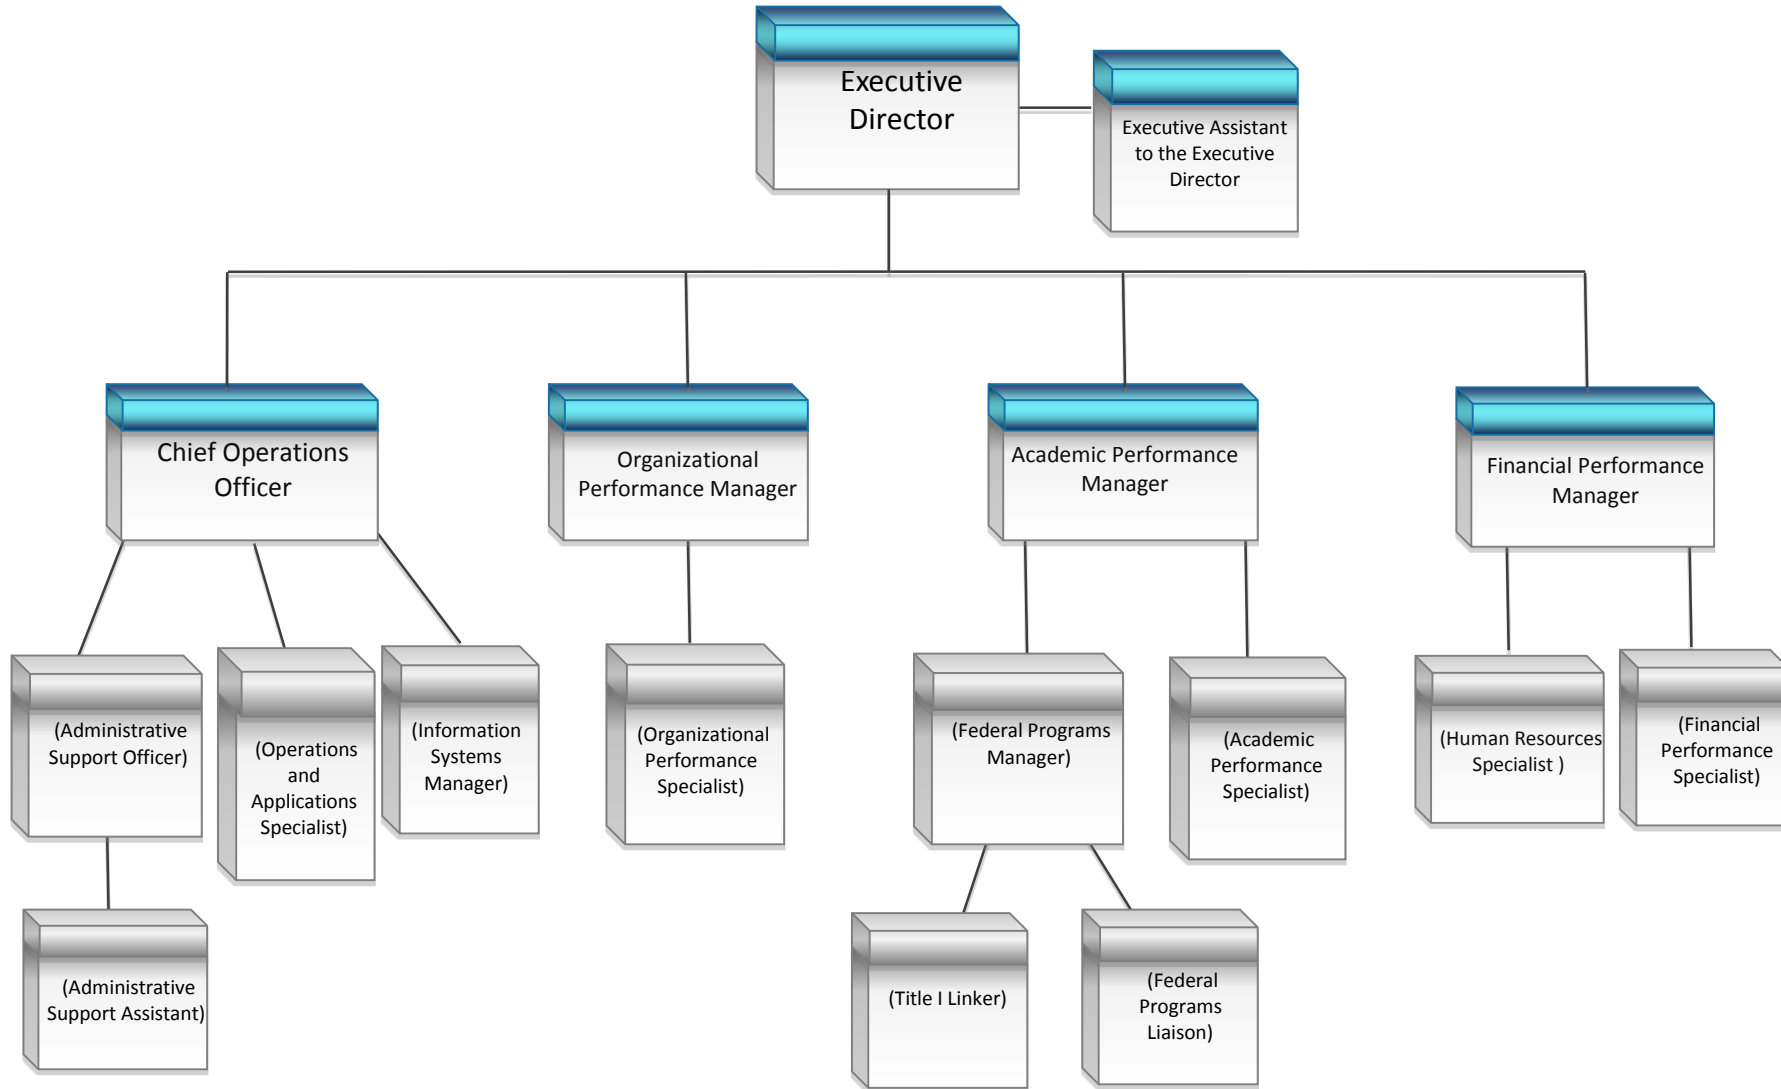 Executive
Director
Executive Assistant
to the Executive
Director
Chief Operations
Officer
Organizational
Performance Manager
Academic Performance
Manager
Financial Performance
Manager
(Administrative
Support Officer)
(Operations
and
Applications
Specialist)
(Information
Systems
Manager)
(Organizational
Performance
Specialist)
(Federal Programs
Manager)
(Academic
Performance
Specialist)
(Human Resources
Specialist )
(Financial
Performance
Specialist)
(Administrative
Support Assistant)
(Title I Linker)
(Federal
Programs
Liaison)